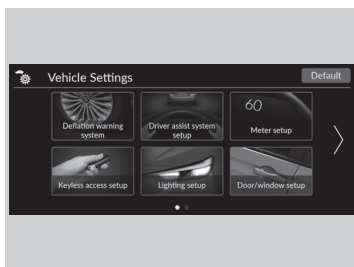 Vehicle Settings
Default
Deflation warning
system
Driver assist system
setup
60
Meter setup
Keyless access setup
Lighting setup
Door/window setup